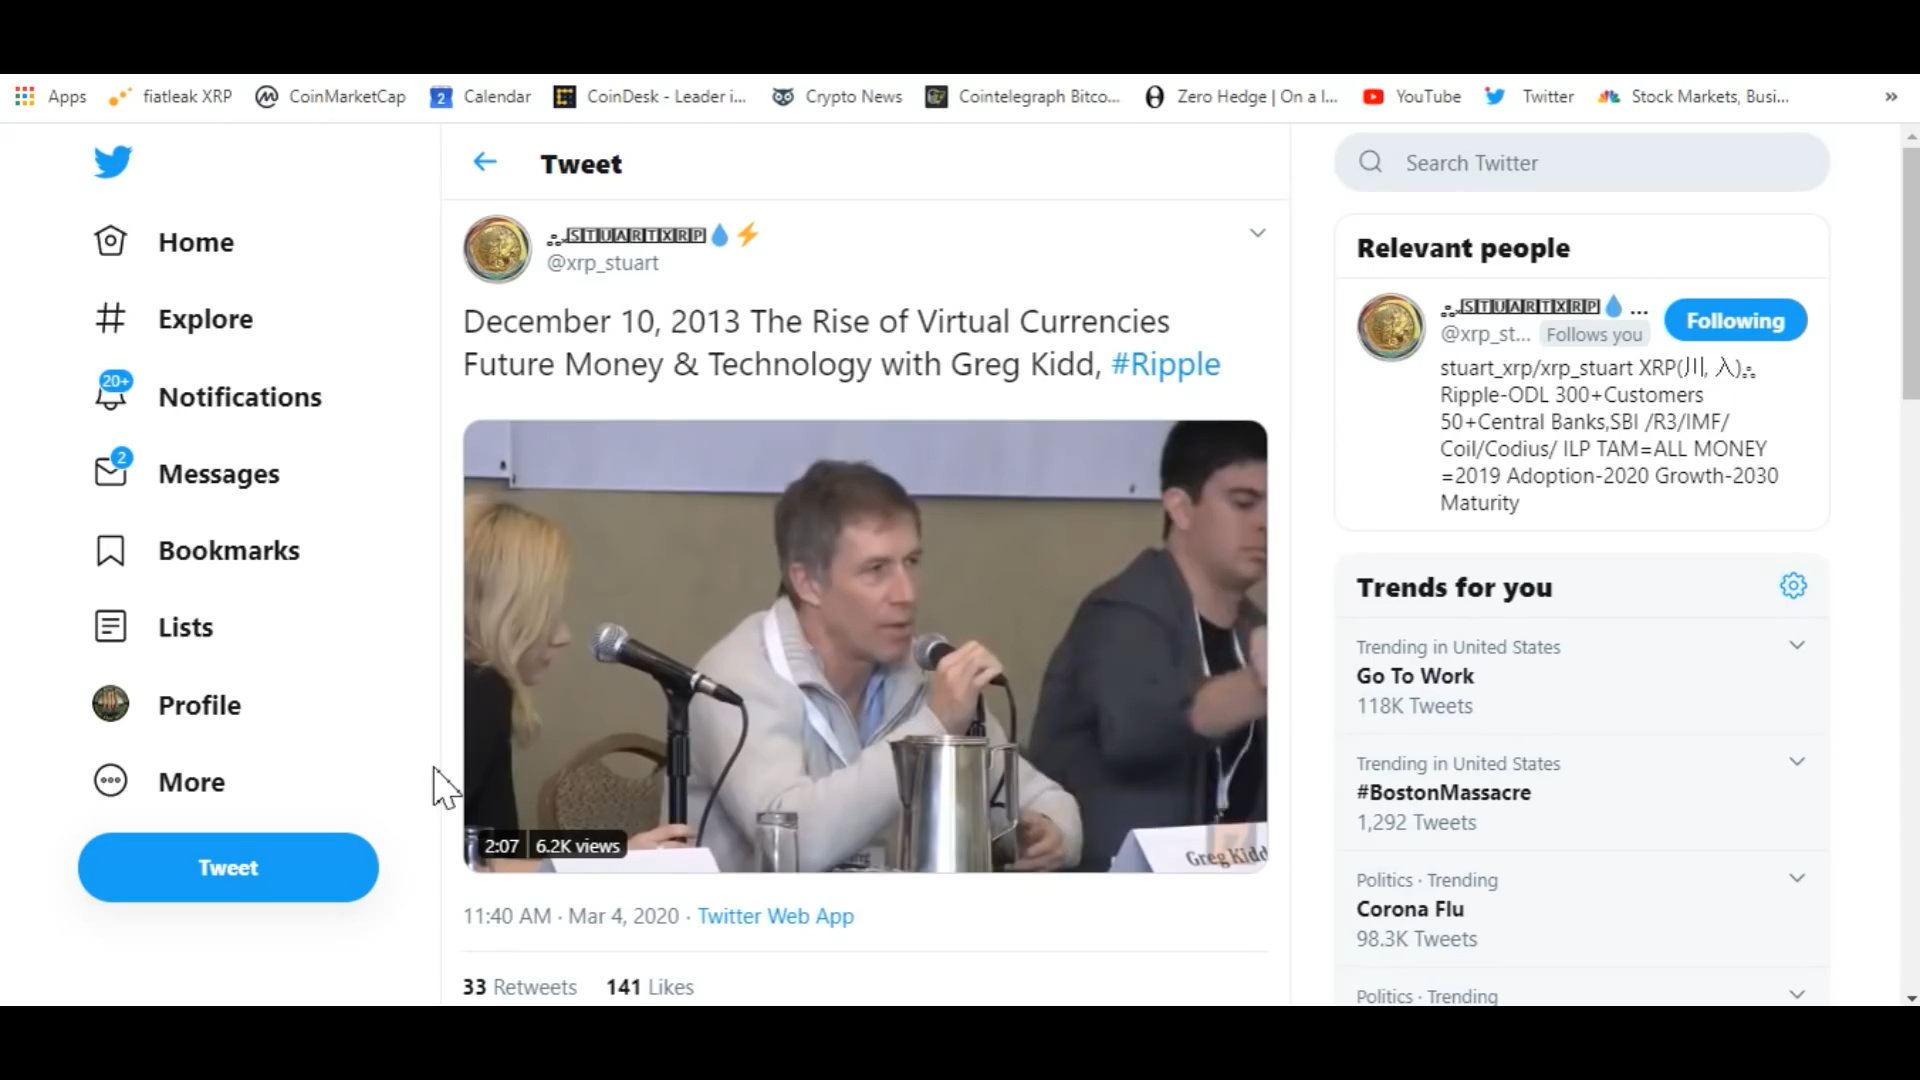 Apps
fiatleak XRP
CoinMarketCap
2
Calendar
CoinDesk - Leader i...
Crypto News
Cointelegraph Bitco...
Zero Hedge | On a l...
YouTube
Twitter
Stock Markets, Busi...
»
Home
Explore
20+
Notifications
2
Messages
Bookmarks
Lists
Profile
More
Tweet
Tweet
STUARTXRP💧⚡
@xrp_stuart
December 10, 2013 The Rise of Virtual Currencies
Future Money & Technology with Greg Kidd, #Ripple
Greg Kidd
2:07 6.2K views
11:40 AM · Mar 4, 2020 · Twitter Web App
33 Retweets 141 Likes
Search Twitter
Relevant people
STUARTXRP💧 ...
@xrp_st... Follows you
Following
stuart_xrp/xrp_stuart XRP(川, 入)
Ripple-ODL 300+Customers
50+Central Banks,SBI /R3/IMF/
Coil/Codius/ ILP TAM=ALL MONEY
=2019 Adoption-2020 Growth-2030
Maturity
Trends for you
Trending in United States
Go To Work
118K Tweets
Trending in United States
#BostonMassacre
1,292 Tweets
Politics · Trending
Corona Flu
98.3K Tweets
Politics · Trending